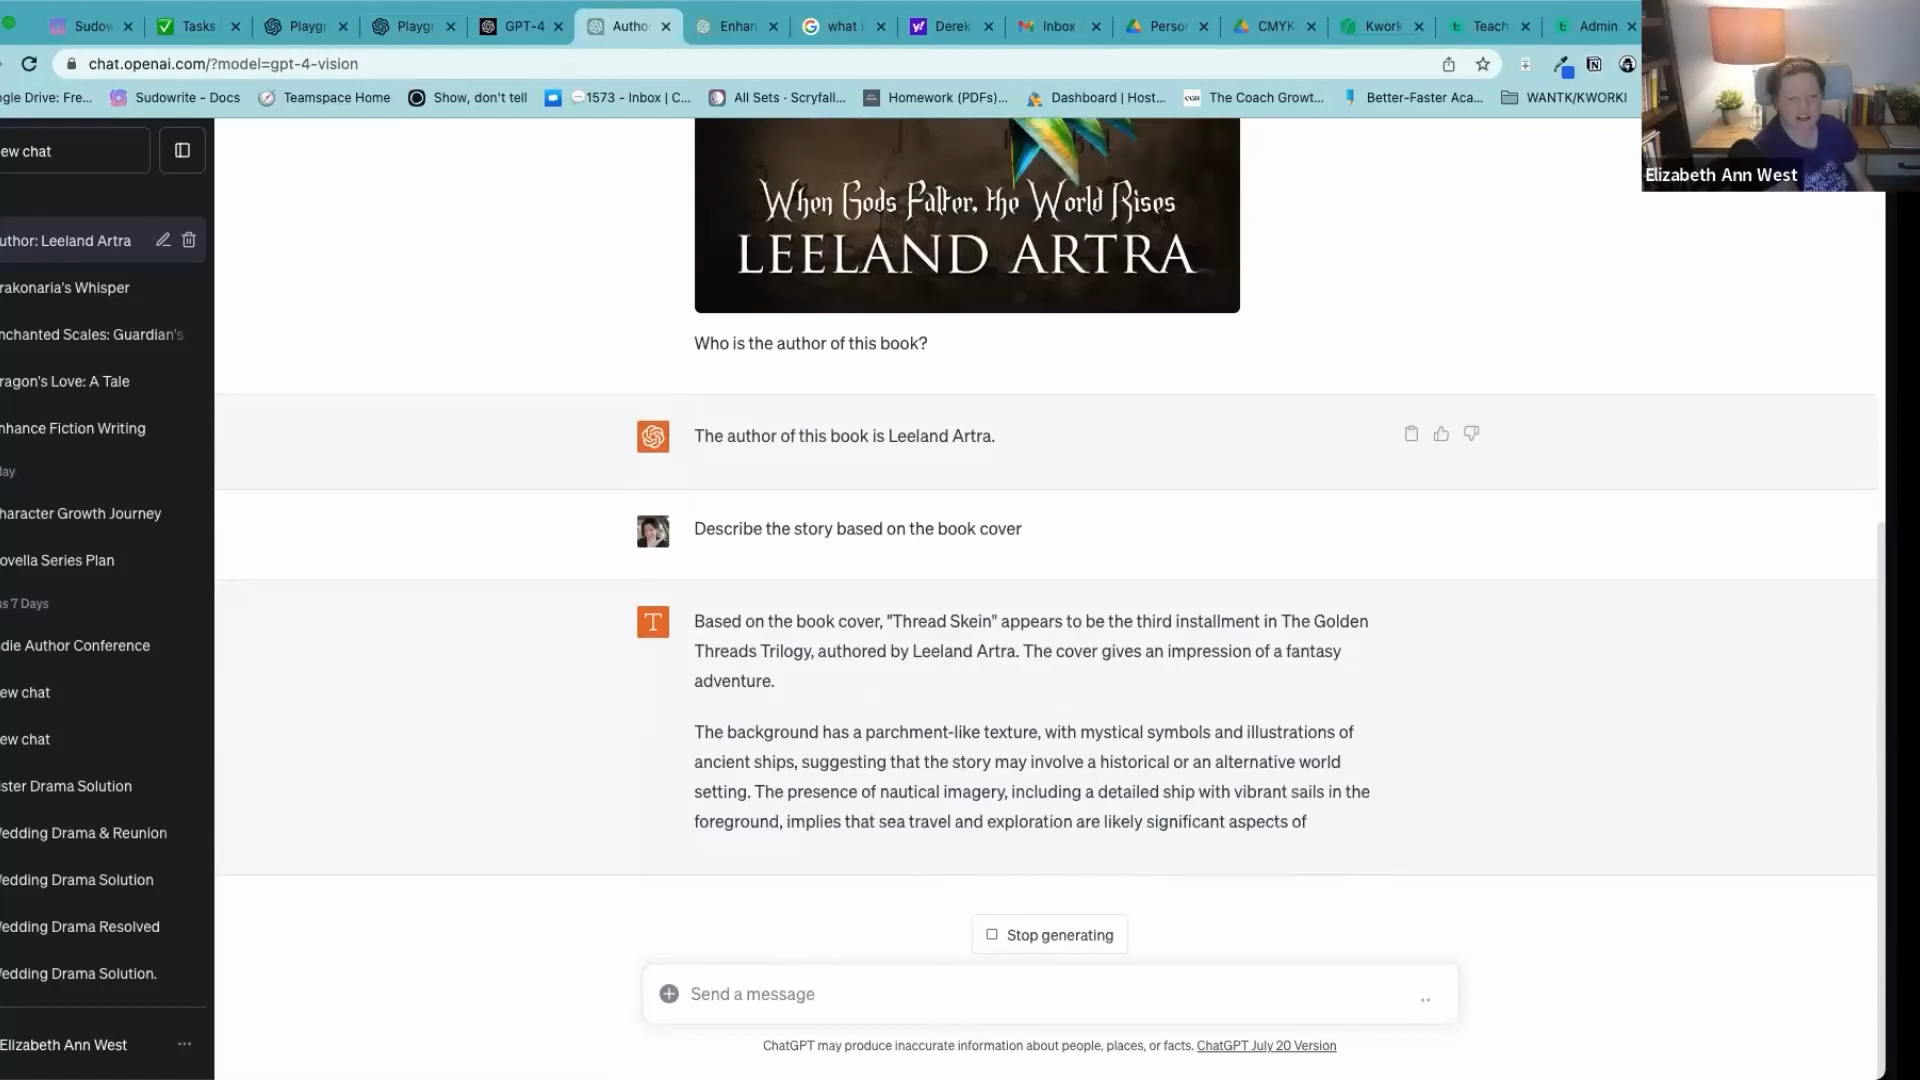 Sudow
Tasks
Playgr
Playgr
GPT-4
Autho
Enhan
what i
Derek
Inbox
Perso
CMYK
Kwork
Teach
Admin
chat.openai.com/?model=gpt-4-vision
gle Drive: Fre...
Sudowrite - Docs
Teamspace Home
Show, don't tell
1573 - Inbox | C...
All Sets - Scryfall...
Homework (PDFs)...
Dashboard | Host...
The Coach Growt...
Better-Faster Aca...
WANTK/KWORKI
Elizabeth Ann West
ew chat
uthor: Leeland Artra
rakonaria's Whisper
nchanted Scales: Guardian's
ragon's Love: A Tale
nhance Fiction Writing
day
haracter Growth Journey
ovella Series Plan
us 7 Days
ndie Author Conference
ew chat
ew chat
ister Drama Solution
Wedding Drama & Reunion
Wedding Drama Solution
Wedding Drama Resolved
Wedding Drama Solution.
Elizabeth Ann West
When Gods Falter, the World Rises
LEELAND ARTRA
Who is the author of this book?
The author of this book is Leeland Artra.
Describe the story based on the book cover
T
Based on the book cover, "Thread Skein" appears to be the third installment in The Golden
Threads Trilogy, authored by Leeland Artra. The cover gives an impression of a fantasy
adventure.
The background has a parchment-like texture, with mystical symbols and illustrations of
ancient ships, suggesting that the story may involve a historical or an alternative world
setting. The presence of nautical imagery, including a detailed ship with vibrant sails in the
foreground, implies that sea travel and exploration are likely significant aspects of
Stop generating
Send a message
ChatGPT may produce inaccurate information about people, places, or facts. ChatGPT July 20 Version